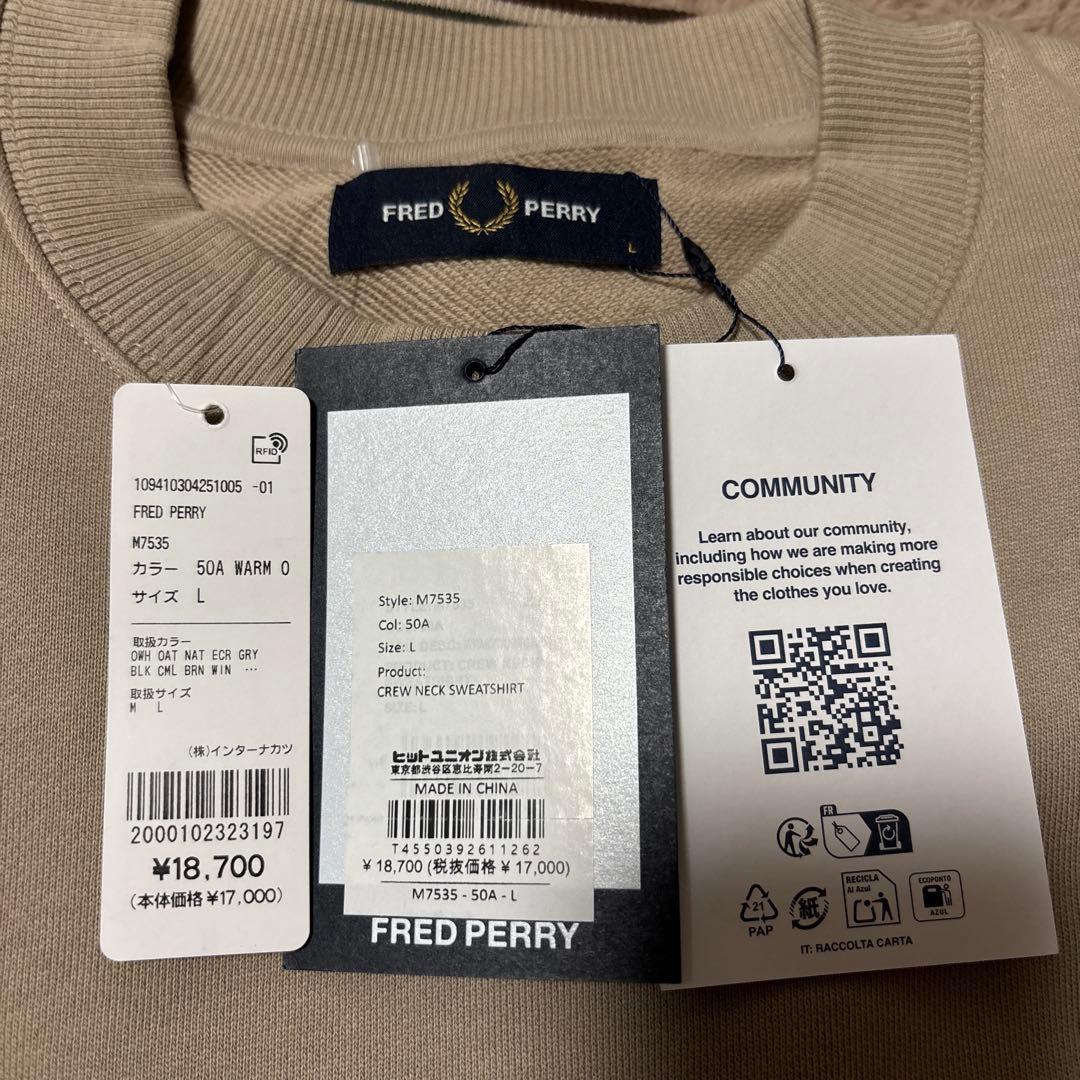 FRED PERRY
L
RFID
109410304251005 -01
FRED PERRY
M7535
カラー 50A WARM O
サイズ L
取扱カラー
OWH OAT NAT ECR GRY
BLK CML BRN WIN …
取扱サイズ
M L
(株)インターナカツ
2000102323197
¥18,700
(本体価格¥17,000)
Style: M7535
Col: 50A
Size: L
Product:
CREW NECK SWEATSHIRT
SIZE: L
ヒットユニオン株式会社
東京都渋谷区恵比寿南2-20-7
MADE IN CHINA
T4550392611262
¥ 18,700 (税抜価格 ¥ 17,000)
M7535 - 50A - L
FRED PERRY
COMMUNITY
Learn about our community,
including how we are making more
responsible choices when creating
the clothes you love.
FR
21
PAP
紙
RECICLA
Al Azul
ECOPONTO
AZUL
IT: RACCOLTA CARTA